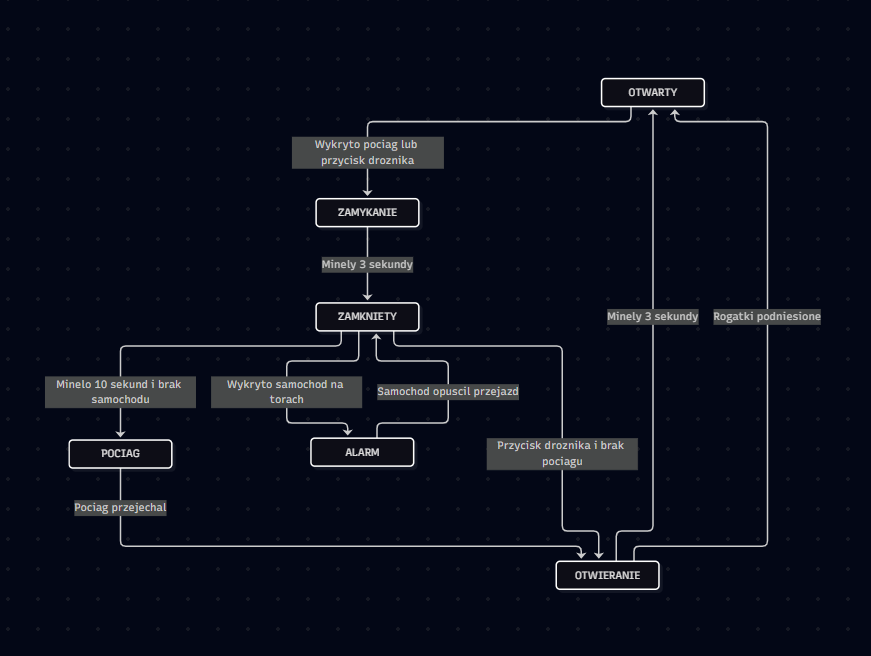 OTWARTY
Wykryto pociag lub
przycisk droznika
ZAMYKANIE
Minely 3 sekundy
ZAMKNIETY
Minely 3 sekundy
Rogatki podniesione
Minelo 10 sekund i brak
samochodu
Wykryto samochod na
torach
Samochod opuscil przejazd
POCIAG
ALARM
Przycisk droznika i brak
pociagu
Pociag przejechal
OTWIERANIE